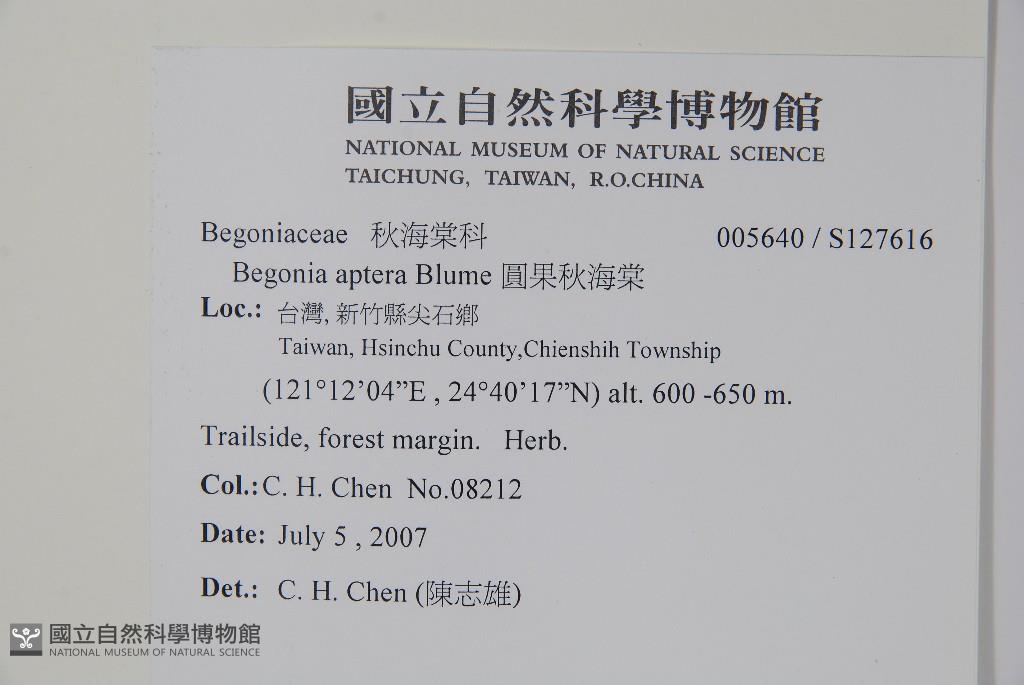 國立自然科學博物館
NATIONAL MUSEUM OF NATURAL SCIENCE
TAICHUNG, TAIWAN, R.O.CHINA
Begoniaceae 秋海棠科 005640 / S127616
Begonia aptera Blume 圓果秋海棠
Loc.: 台灣, 新竹縣尖石鄉
Taiwan, Hsinchu County,Chienshih Township
(121°12’04”E , 24°40’17”N) alt. 600 -650 m.
Trailside, forest margin. Herb.
Col.: C. H. Chen No.08212
Date: July 5 , 2007
Det.: C. H. Chen (陳志雄)
國立自然科學博物館
NATIONAL MUSEUM OF NATURAL SCIENCE